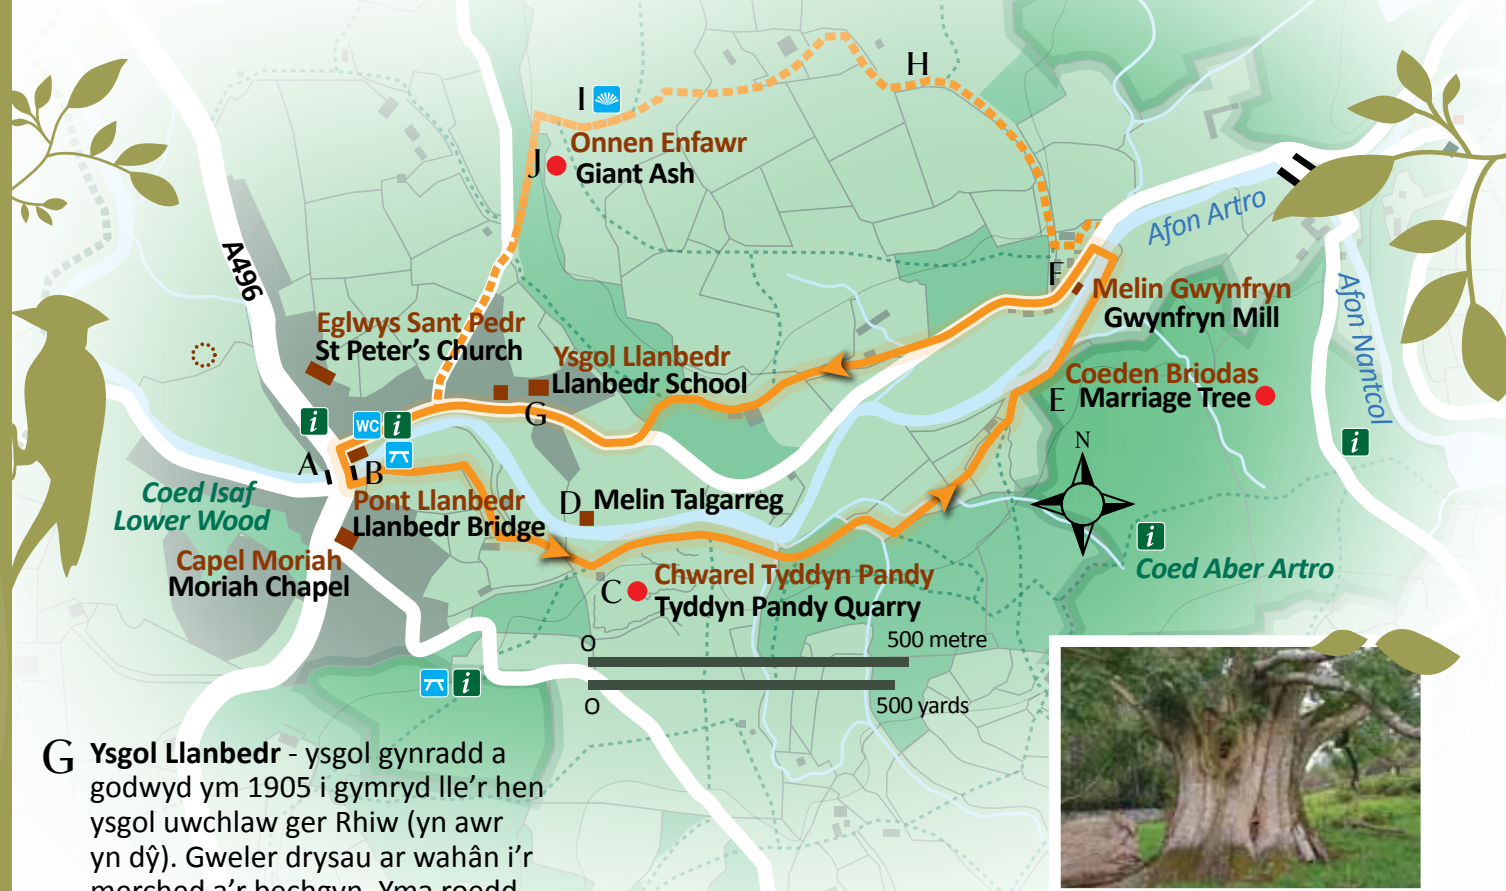 H
I
Onnen Enfawr
J
Giant Ash
Afon Artro
A496
F
Melin Gwynfryn
Gwynfryn Mill
Afon Nantcol
Eglwys Sant Pedr
St Peter's Church
Ysgol Llanbedr
Llanbedr School
G
Coeden Briodas
E Marriage Tree
i
WC
i
i
N
A
B
Coed Isaf
Lower Wood
Pont Llanbedr
Llanbedr Bridge
D Melin Talgarreg
i
Coed Aber Artro
Capel Moriah
Moriah Chapel
Chwarel Tyddyn Pandy
C
Tyddyn Pandy Quarry
O 500 metre
O 500 yards
i
G Ysgol Llanbedr - ysgol gynradd a
godwyd ym 1905 i gymryd lle'r hen
ysgol uwchlaw ger Rhiw (yn awr
yn dŷ). Gweler drysau ar wahân i'r
merched a'r bechgyn. Yma roedd